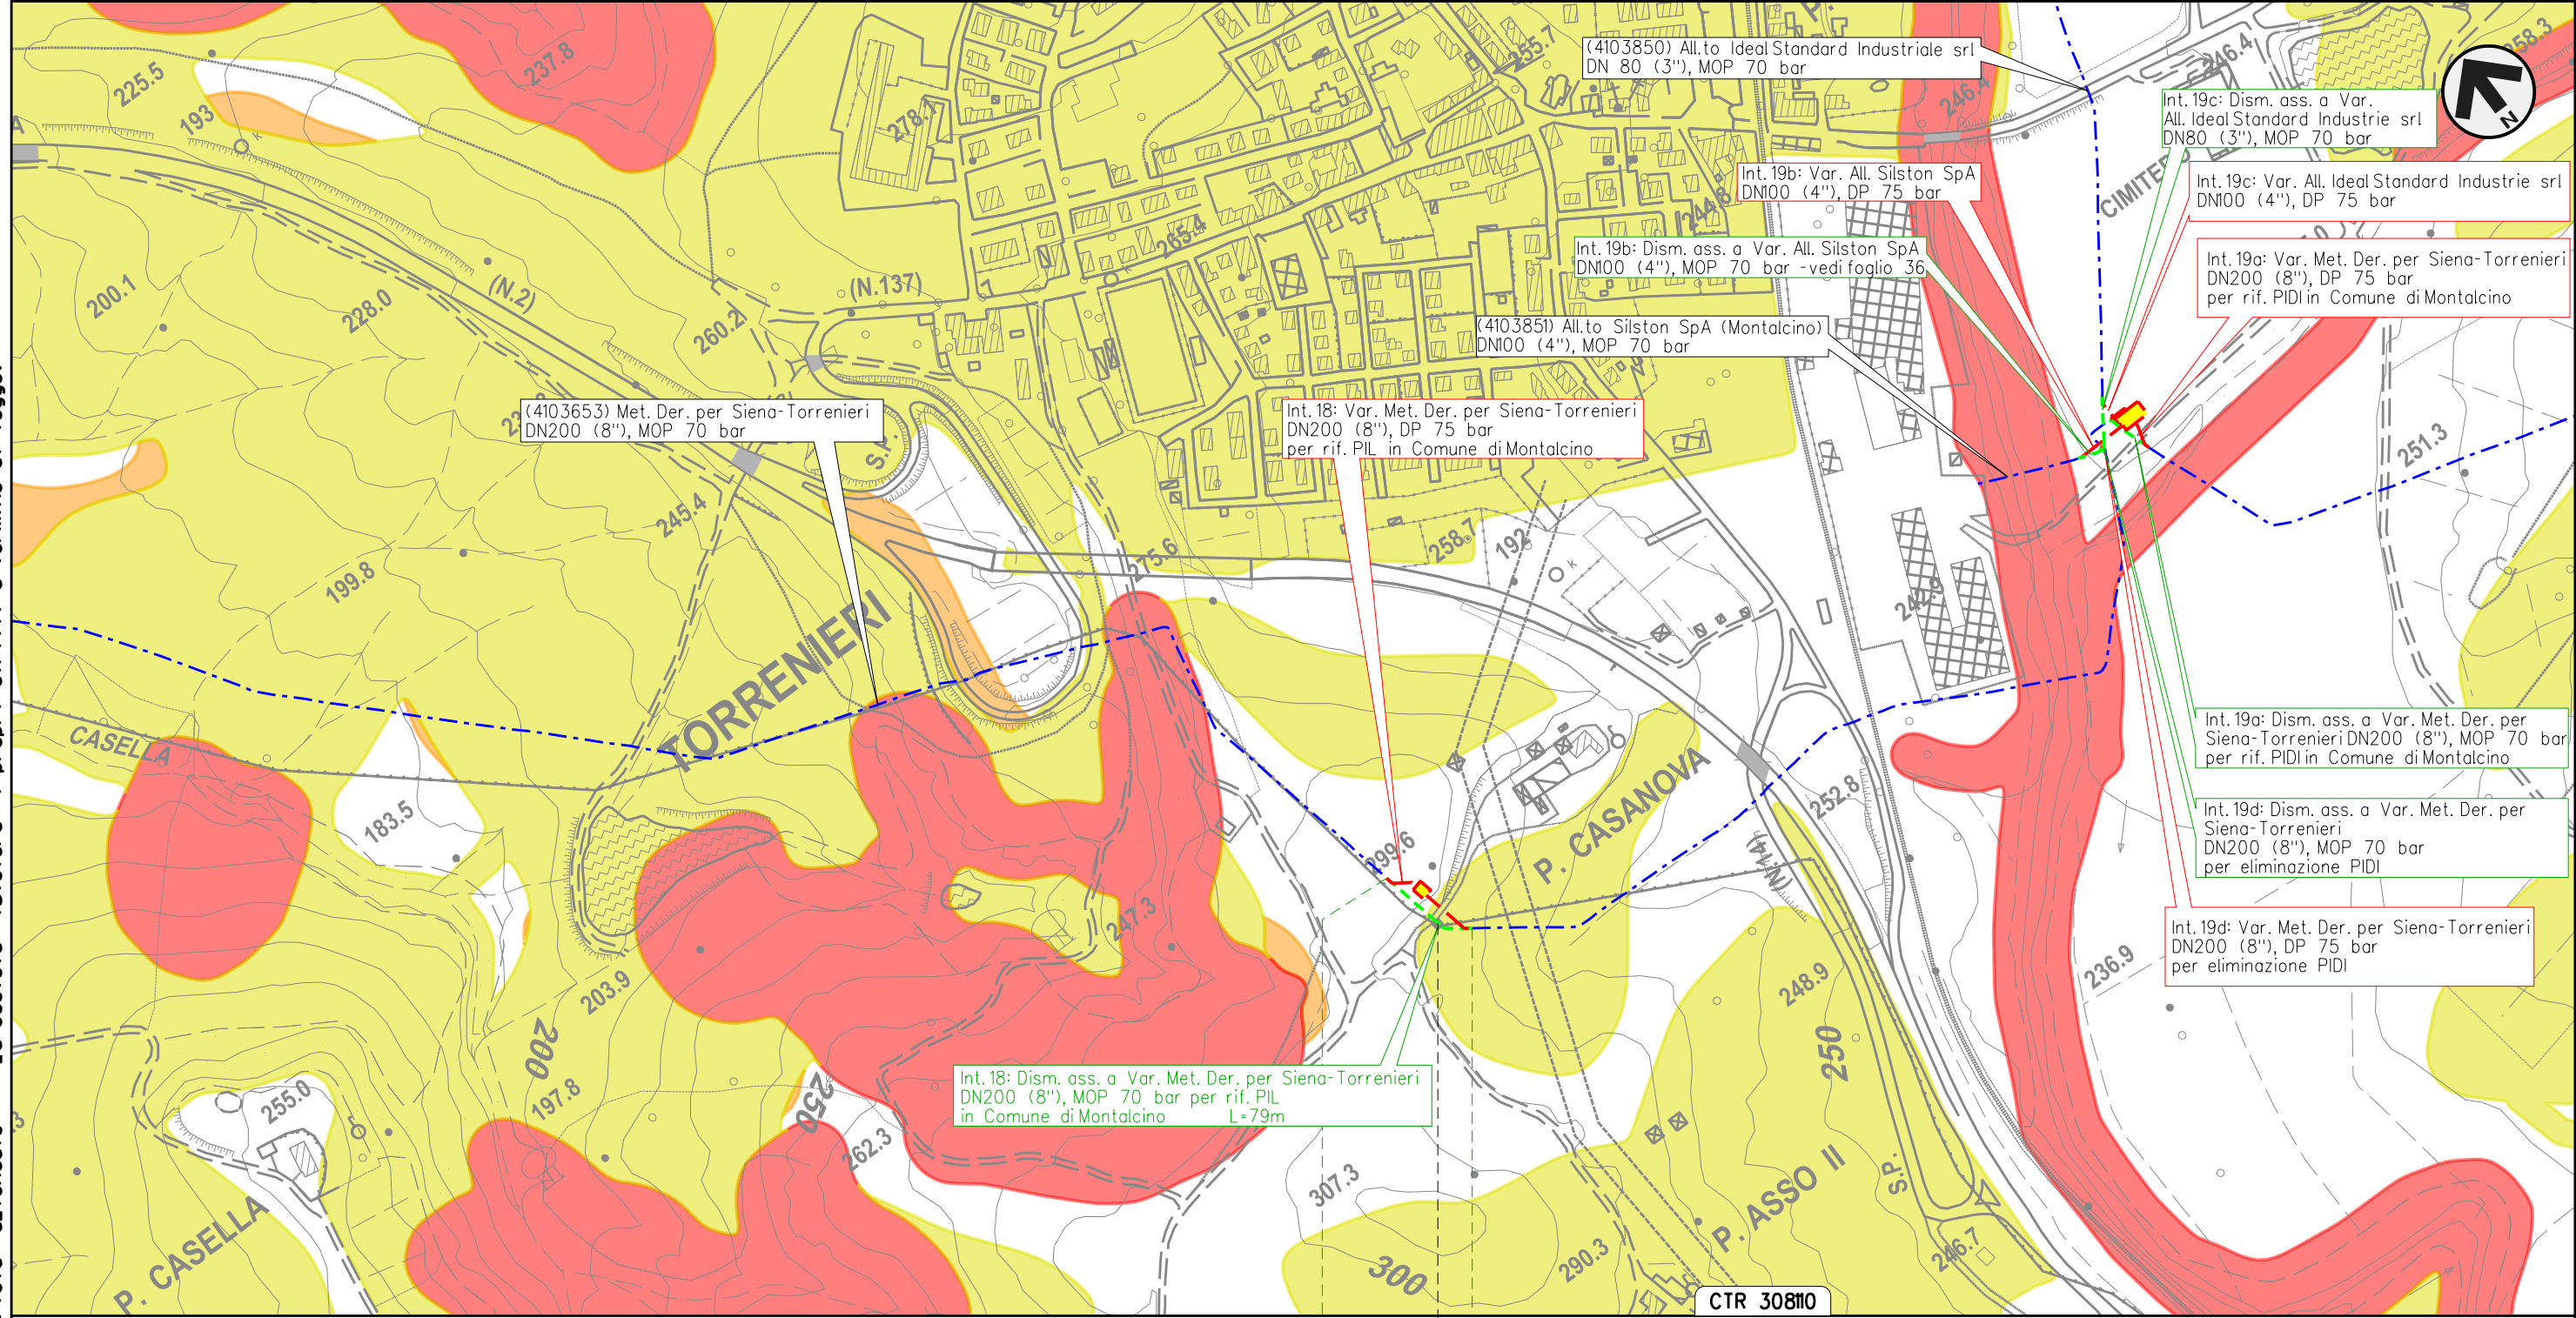 (4103850) All.to Ideal Standard Industriale srl
DN 80 (3"), MOP 70 bar
Int. 19c: Dism. ass. a Var.
All. Ideal Standard Industrie srl
DN80 (3"), MOP 70 bar
N
Int. 19b: Var. All. Silston SpA
DN100 (4"), DP 75 bar
Int. 19c: Var. All. Ideal Standard Industrie srl
DN100 (4"), DP 75 bar
Int. 19b: Dism. ass. a Var. All. Silston SpA
DN100 (4"), MOP 70 bar -vedi foglio 36
Int. 19a: Var. Met. Der. per Siena-Torrenieri
DN200 (8"), DP 75 bar
per rif. PIDI in Comune di Montalcino
(4103851) All.to Silston SpA (Montalcino)
DN100 (4"), MOP 70 bar
(4103653) Met. Der. per Siena-Torrenieri
DN200 (8"), MOP 70 bar
Int. 18: Var. Met. Der. per Siena-Torrenieri
DN200 (8"), DP 75 bar
per rif. PIL in Comune di Montalcino
Int. 19a: Dism. ass. a Var. Met. Der. per
Siena-Torrenieri DN200 (8"), MOP 70 bar
per rif. PIDI in Comune di Montalcino
Int. 19d: Dism. ass. a Var. Met. Der. per
Siena-Torrenieri
DN200 (8"), MOP 70 bar
per eliminazione PIDI
Int. 19d: Var. Met. Der. per Siena-Torrenieri
DN200 (8"), DP 75 bar
per eliminazione PIDI
Int. 18: Dism. ass. a Var. Met. Der. per Siena-Torrenieri
DN200 (8"), MOP 70 bar per rif. PIL
in Comune di Montalcino L=79m
225.5
193
237.8
278.7
255.7
246.4
246.4
258.3
CIMITERO
244.8
265.4
(N.137)
(N.2)
200.1
228.0
260.2
S.P.
245.4
199.8
275.6
258.7
192
242.9
251.3
TORRENIERI
CASELLA
183.5
299.6
P. CASANOVA
252.8
(N.14)
247.3
203.9
248.9
236.9
2000
250
250
197.8
255.0
262.3
307.3
P. ASSO II
S.P.
P. CASELLA
300
290.3
246.7
CTR 308110